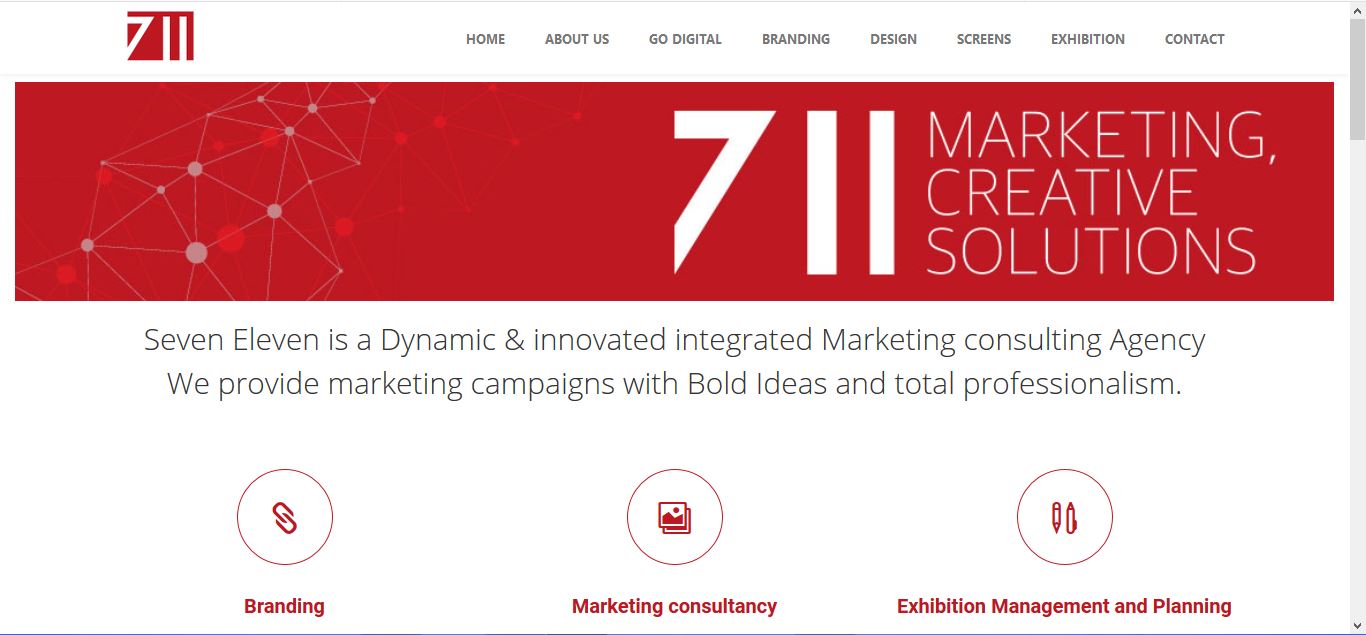 711
HOME ABOUT US GO DIGITAL BRANDING DESIGN SCREENS EXHIBITION CONTACT
711
MARKETING,
CREATIVE
SOLUTIONS
Seven Eleven is a Dynamic & innovated integrated Marketing consulting Agency
We provide marketing campaigns with Bold Ideas and total professionalism.
Branding
Marketing consultancy
Exhibition Management and Planning